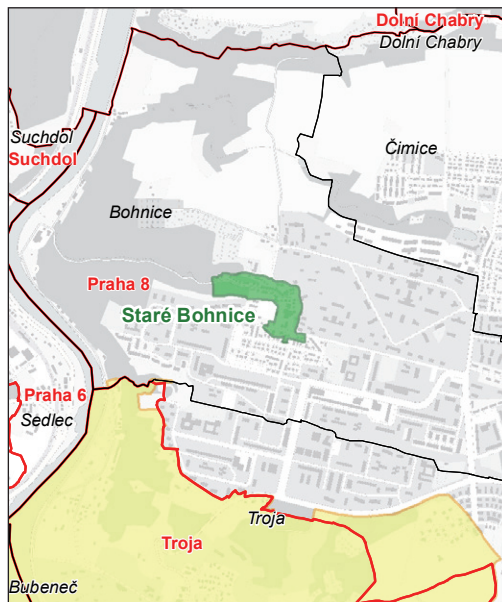 Dolní Chabry
Dolní Chabry
Suchdol
Suchdol
Čimice
Bohnice
Praha 8
Staré Bohnice
Praha 6
Sedlec
Troja
Troja
Bubeneč